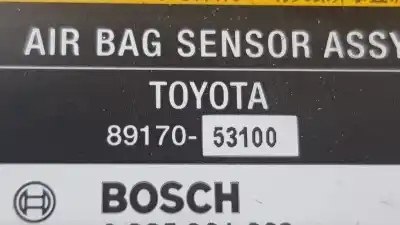 AIR BAG SENSOR ASSY
TOYOTA
89170- 53100
BOSCH